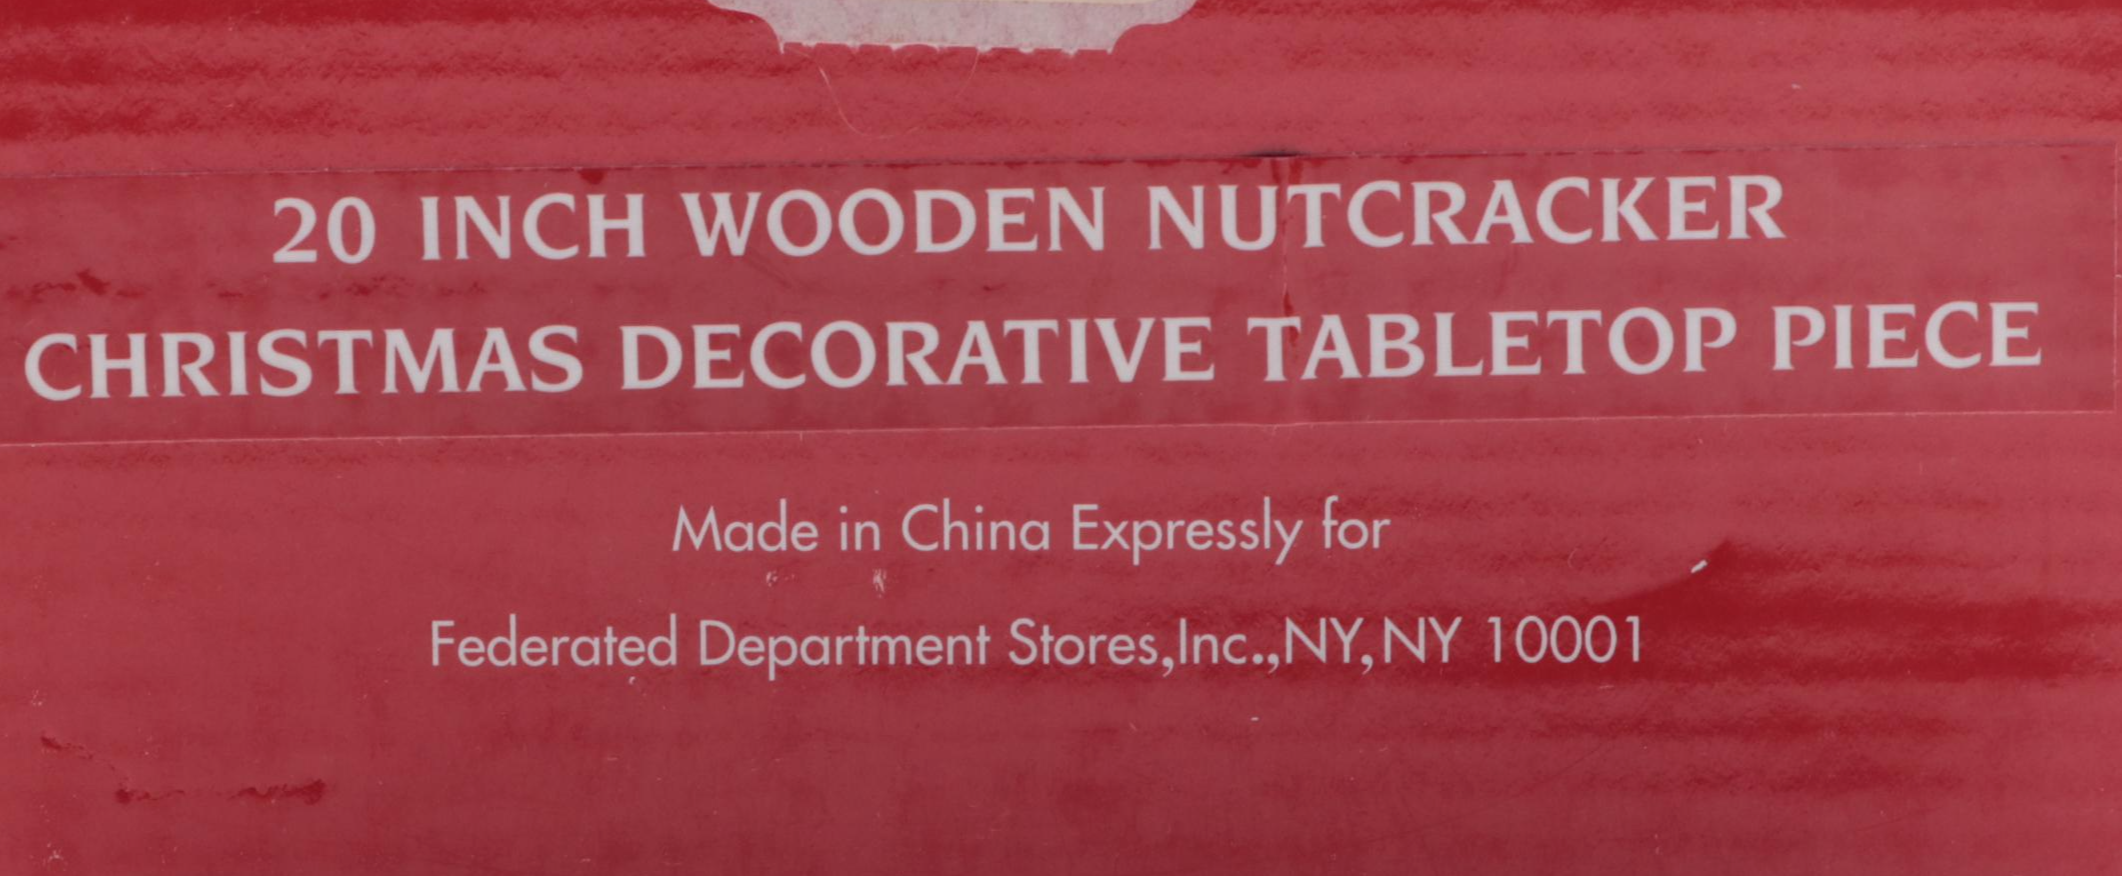 20 INCH WOODEN NUTCRACKER
CHRISTMAS DECORATIVE TABLETOP PIECE
Made in China Expressly for
Federated Department Stores,Inc.,NY,NY 10001